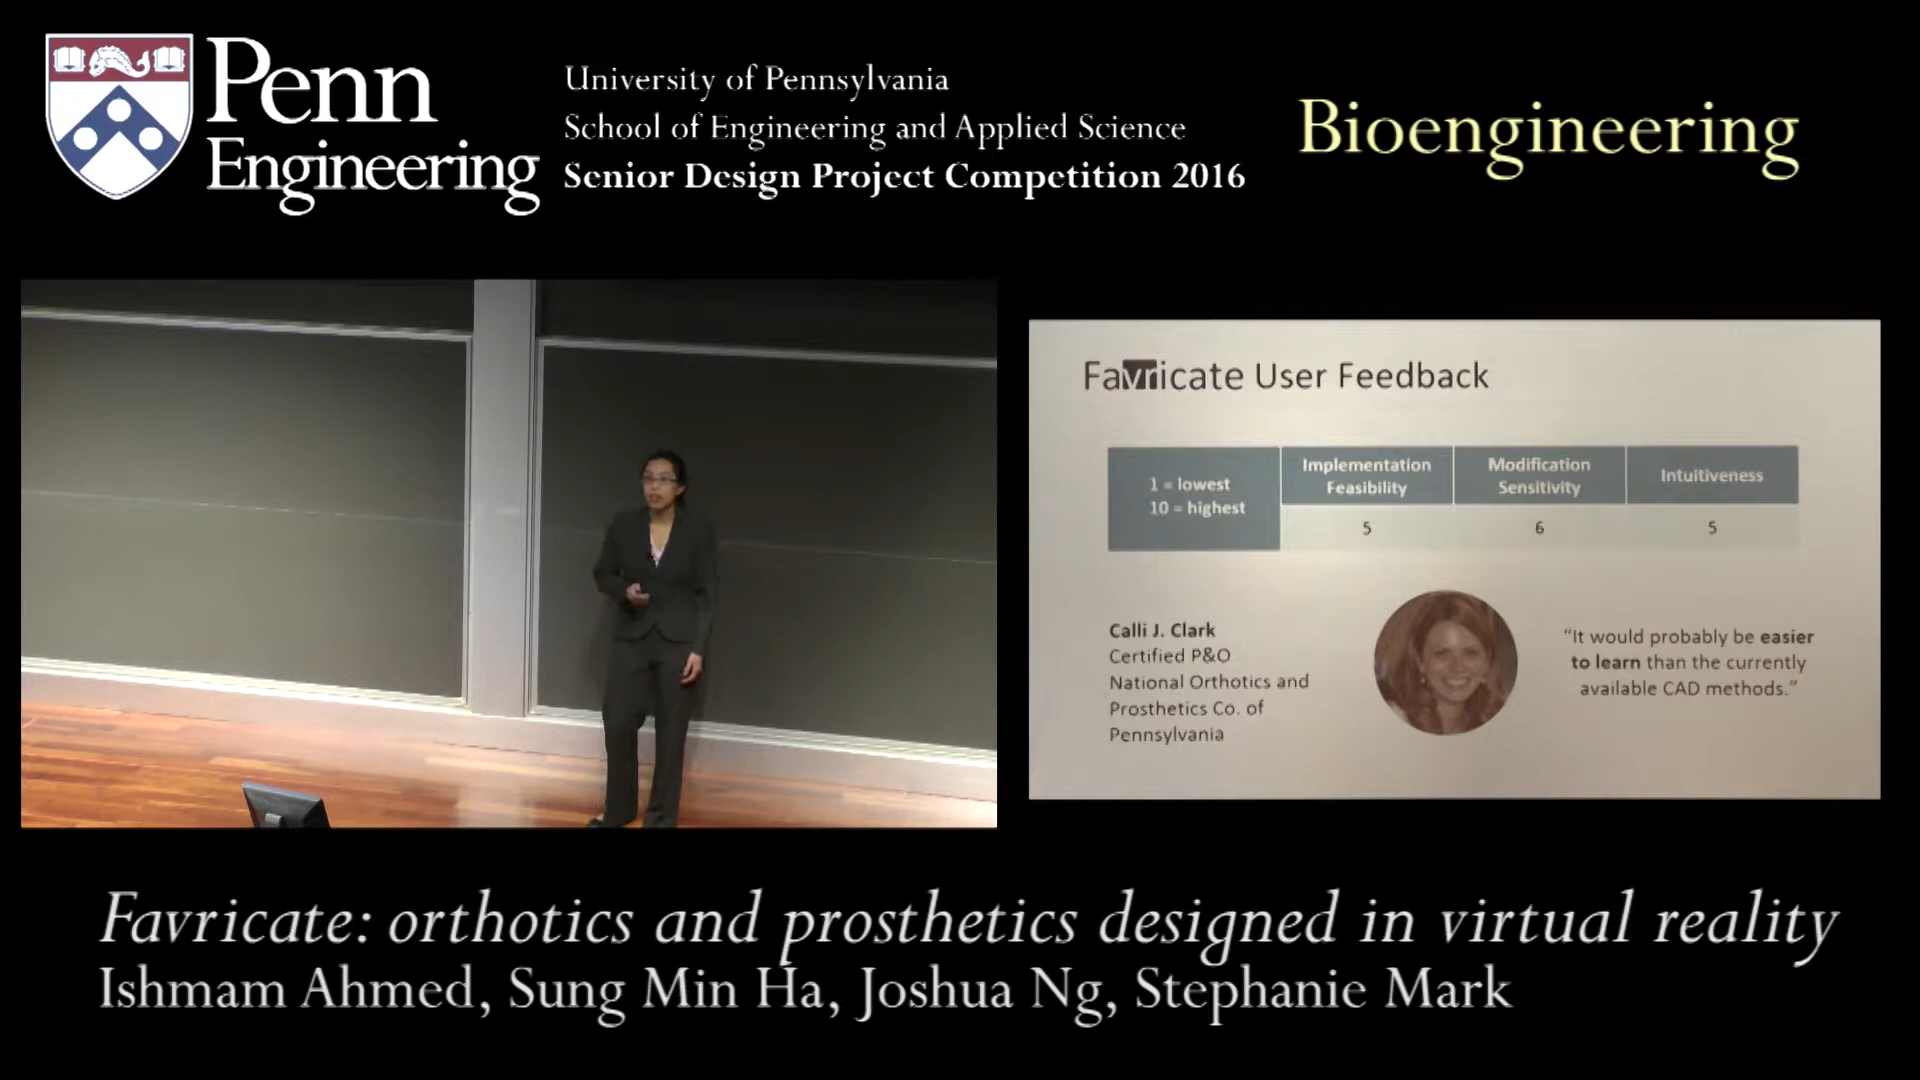 Penn
Engineering
University of Pennsylvania
School of Engineering and Applied Science
Senior Design Project Competition 2016
Bioengineering
Favricate User Feedback
1 = lowest
10 = highest
Implementation
Feasibility
Modification
Sensitivity
Intuitiveness
5
6
5
Calli J. Clark
Certified P&O
National Orthotics and
Prosthetics Co. of
Pennsylvania
“It would probably be easier
to learn than the currently
available CAD methods.”
Favricate: orthotics and prosthetics designed in virtual reality
Ishmam Ahmed, Sung Min Ha, Joshua Ng, Stephanie Mark